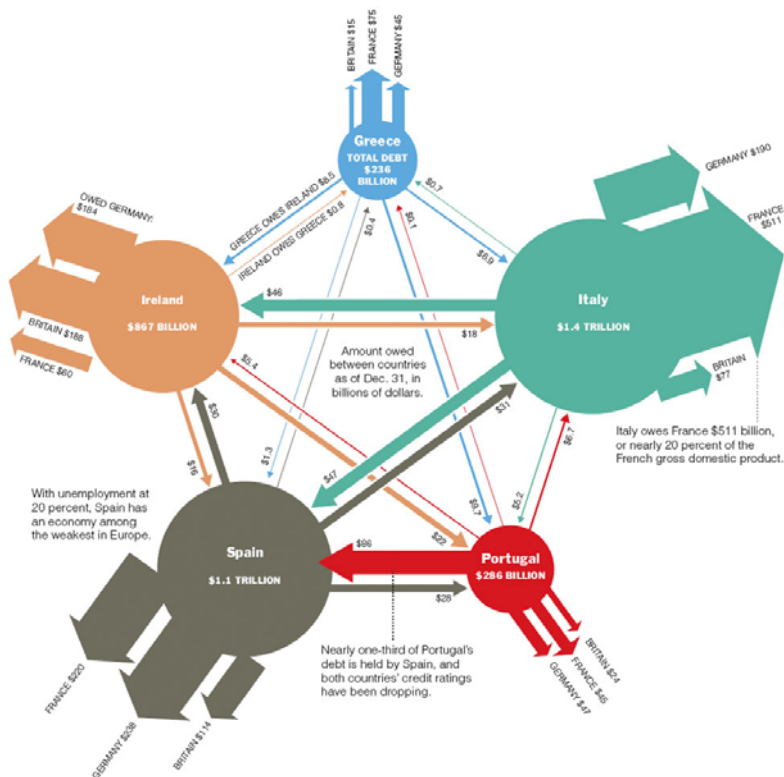 BRITAIN $15
FRANCE $75
GERMANY $45
Greece
TOTAL DEBT
$236
BILLION
GREECE OWES IRELAND $8.5
IRELAND OWES GREECE $0.8
$0.4
$0.1
$0.7
$6.9
GERMANY $190
FRANCE
$511
OWED GERMANY:
$184
Ireland
$867 BILLION
BRITAIN $188
FRANCE $60
$46
$18
Italy
$1.4 TRILLION
BRITAIN
$77
Amount owed
between countries
as of Dec. 31, in
billions of dollars.
Italy owes France $511 billion,
or nearly 20 percent of the
French gross domestic product.
$5.4
$30
$16
$1.3
$47
$31
$22
$9.7
$5.2
$6.7
With unemployment at
20 percent, Spain has
an economy among
the weakest in Europe.
Spain
$1.1 TRILLION
$86
$28
Portugal
$286 BILLION
Nearly one-third of Portugal's
debt is held by Spain, and
both countries' credit ratings
have been dropping.
FRANCE $220
GERMANY $238
BRITAIN $114
BRITAIN $24
FRANCE $45
GERMANY $47